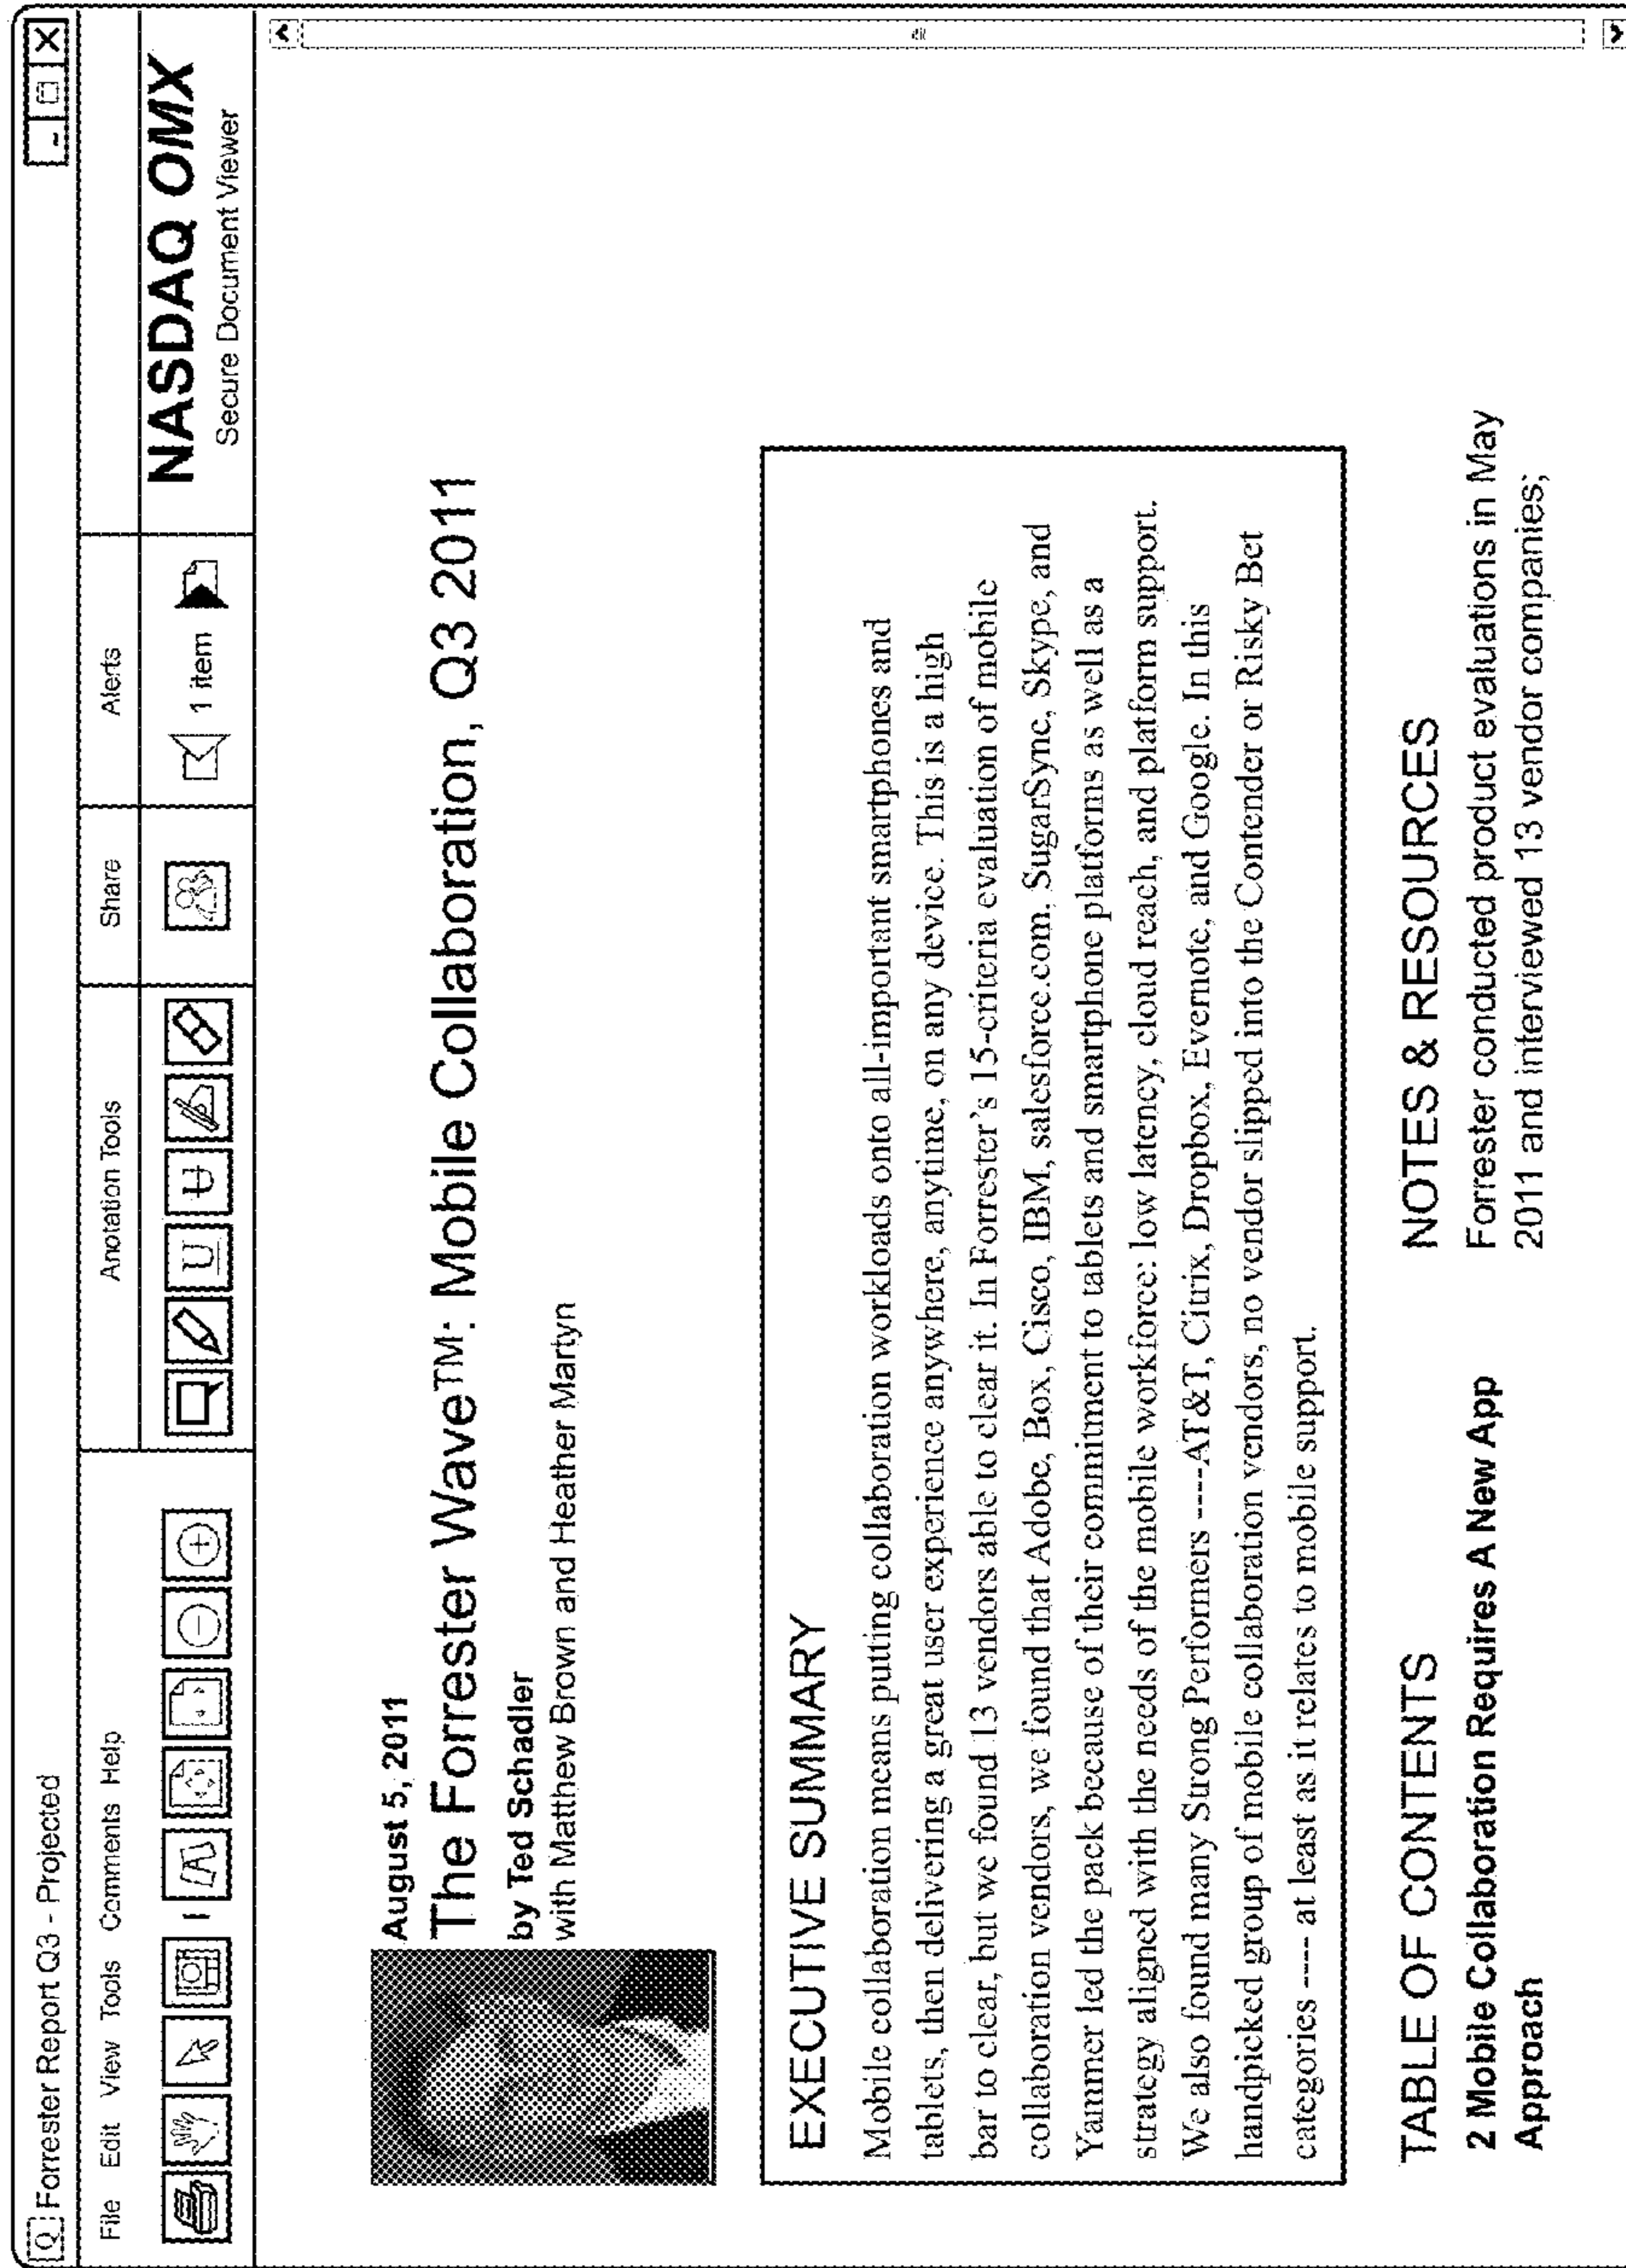 Q Forrester Report Q3 - Projected
File Edit View Tools Comments Help
Anotation Tools
Share
Alerts
U U
1 item
NASDAQ OMX
Secure Document Viewer
August 5, 2011
The Forrester Wave™: Mobile Collaboration, Q3 2011
by Ted Schadler
with Matthew Brown and Heather Martyn
EXECUTIVE SUMMARY
Mobile collaboration means puting collaboration workloads onto all-important smartphones and
tablets, then delivering a great user experience anywhere, anytime, on any device. This is a high
bar to clear, but we found 13 vendors able to clear it. In Forrester's 15-criteria evaluation of mobile
collaboration vendors, we found that Adobe, Box, Cisco, IBM, salesforce.com, SugarSync, Skype, and
Yammer led the pack because of their commitment to tablets and smartphone platforms as well as a
strategy aligned with the needs of the mobile workforce: low latency, cloud reach, and platform support.
We also found many Strong Performers -----AT&T, Citrix, Dropbox, Evernote, and Google. In this
handpicked group of mobile collaboration vendors, no vendor slipped into the Contender or Risky Bet
categories ---- at least as it relates to mobile support.
TABLE OF CONTENTS
2 Mobile Collaboration Requires A New App
Approach
NOTES & RESOURCES
Forrester conducted product evaluations in May
2011 and interviewed 13 vendor companies;